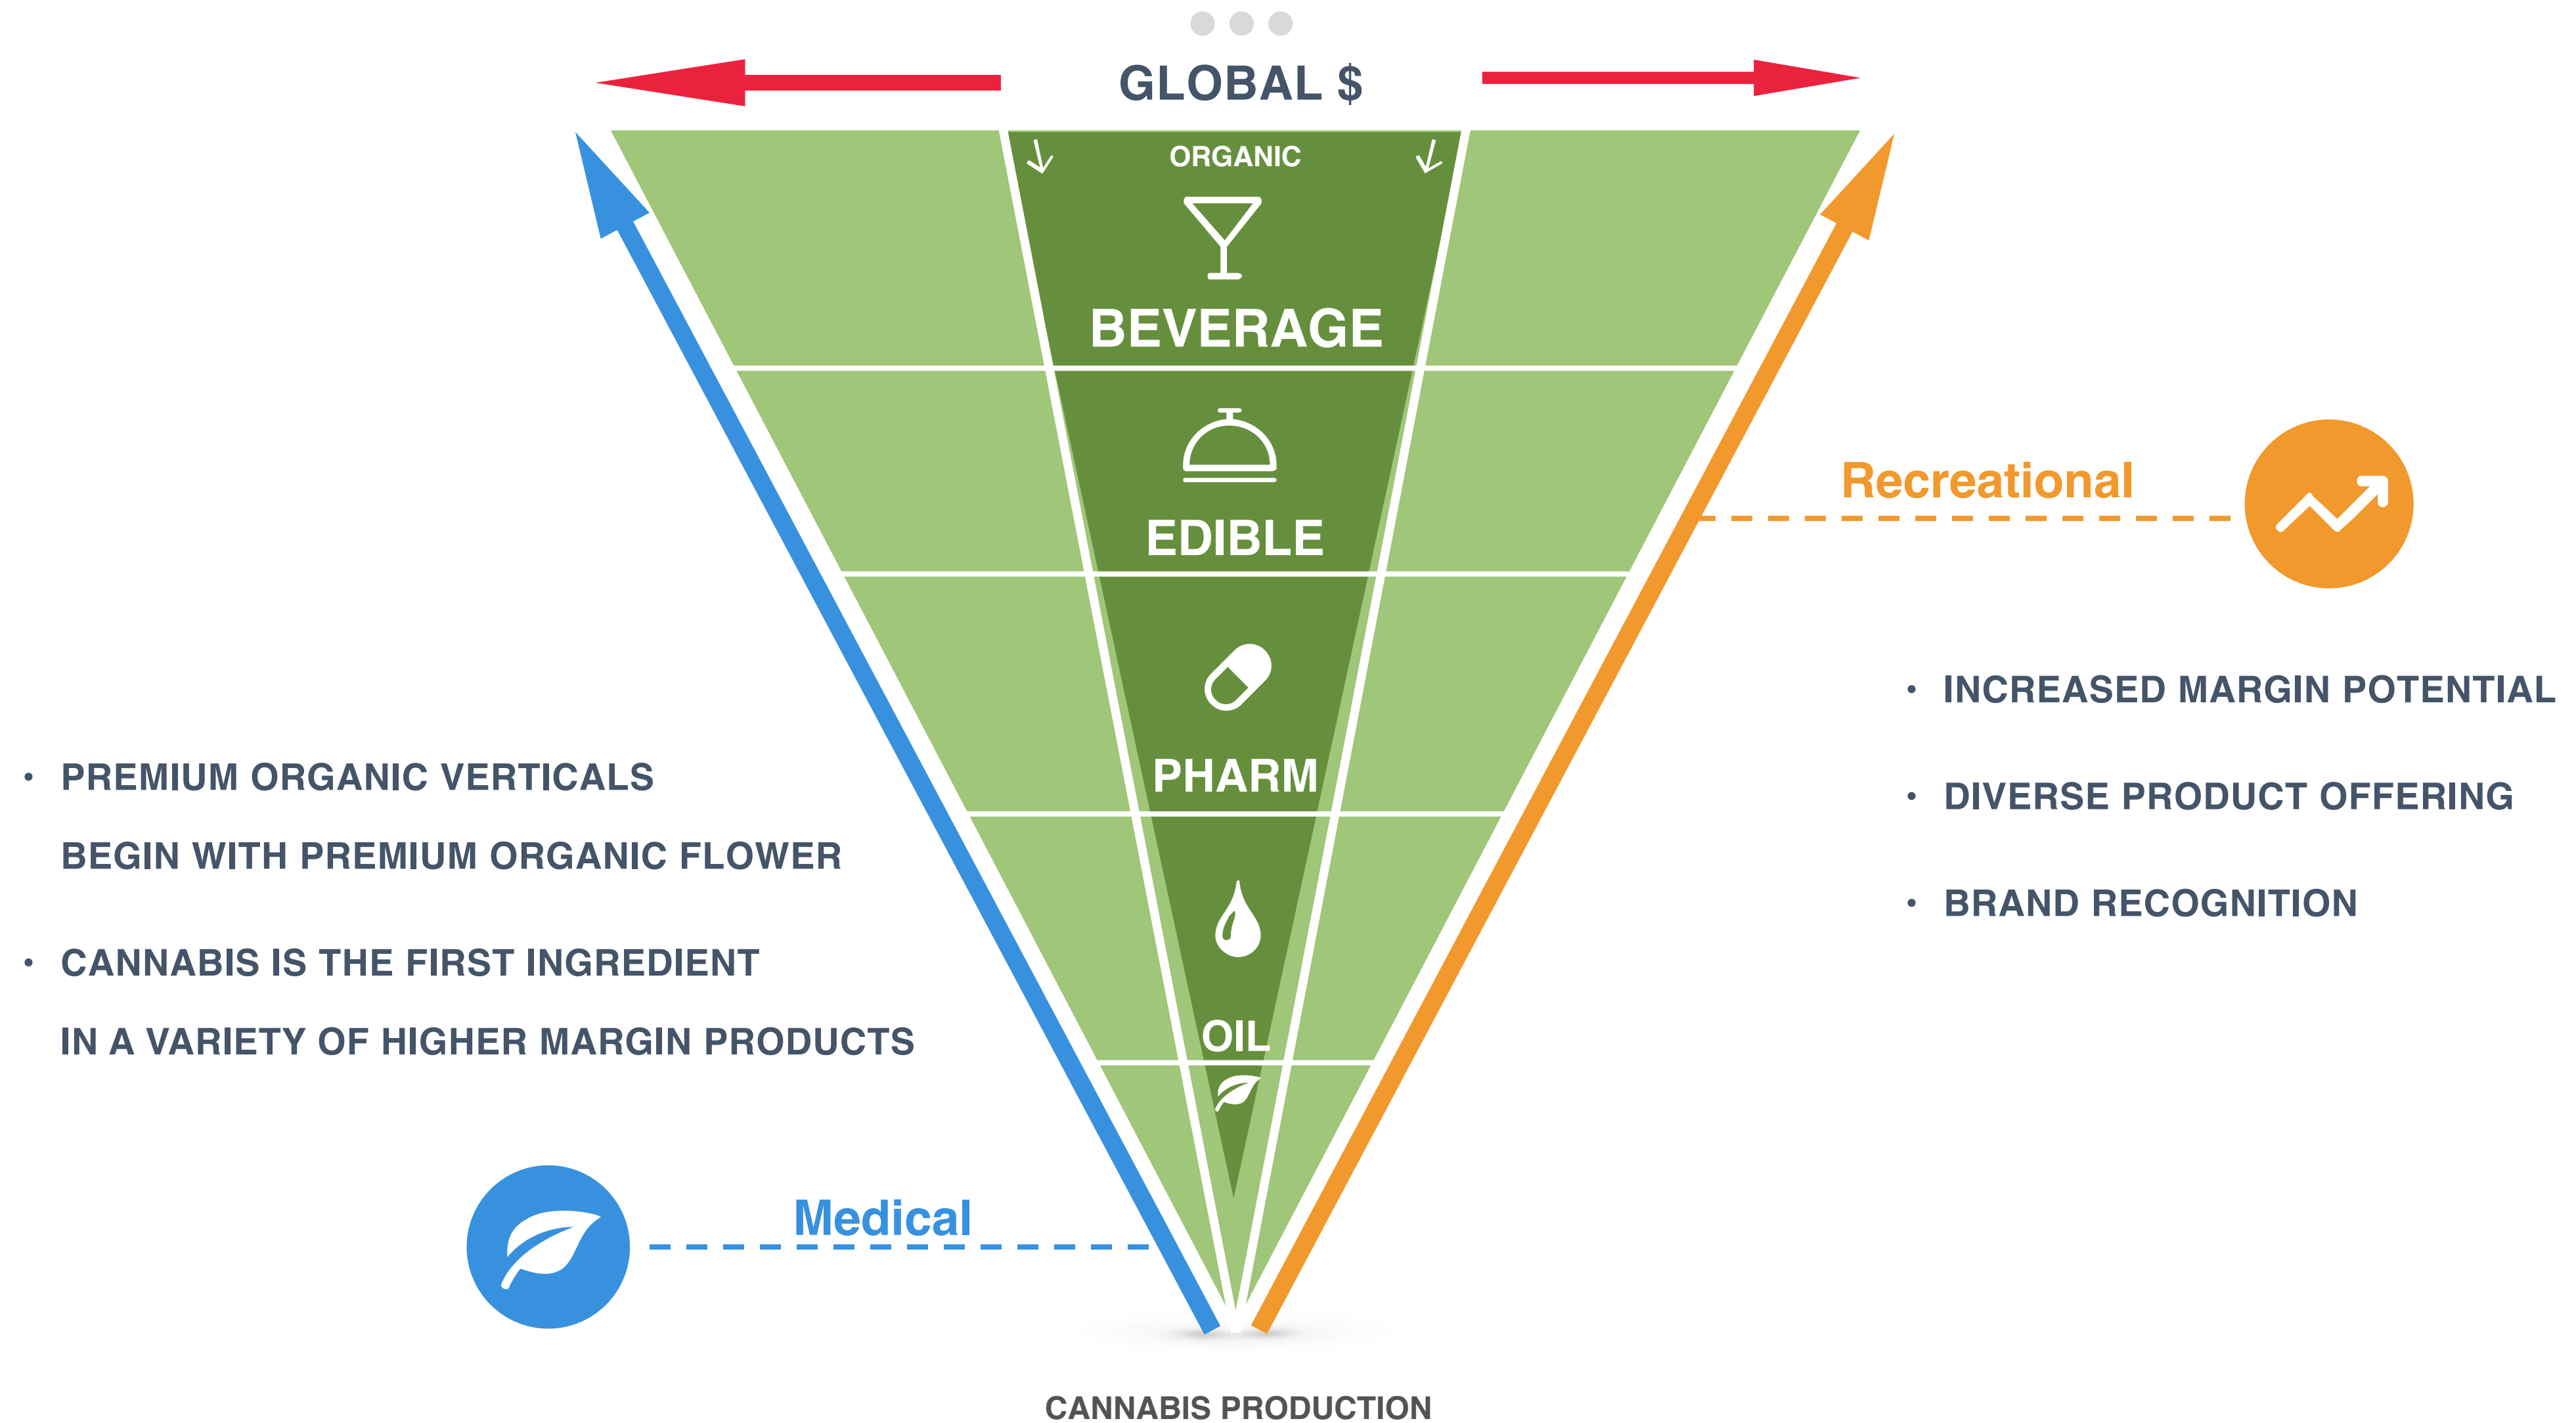 GLOBAL $
ORGANIC
BEVERAGE
EDIBLE
PHARM
OIL
Recreational
• INCREASED MARGIN POTENTIAL
• DIVERSE PRODUCT OFFERING
• BRAND RECOGNITION
• PREMIUM ORGANIC VERTICALS
BEGIN WITH PREMIUM ORGANIC FLOWER
• CANNABIS IS THE FIRST INGREDIENT
IN A VARIETY OF HIGHER MARGIN PRODUCTS
Medical
CANNABIS PRODUCTION